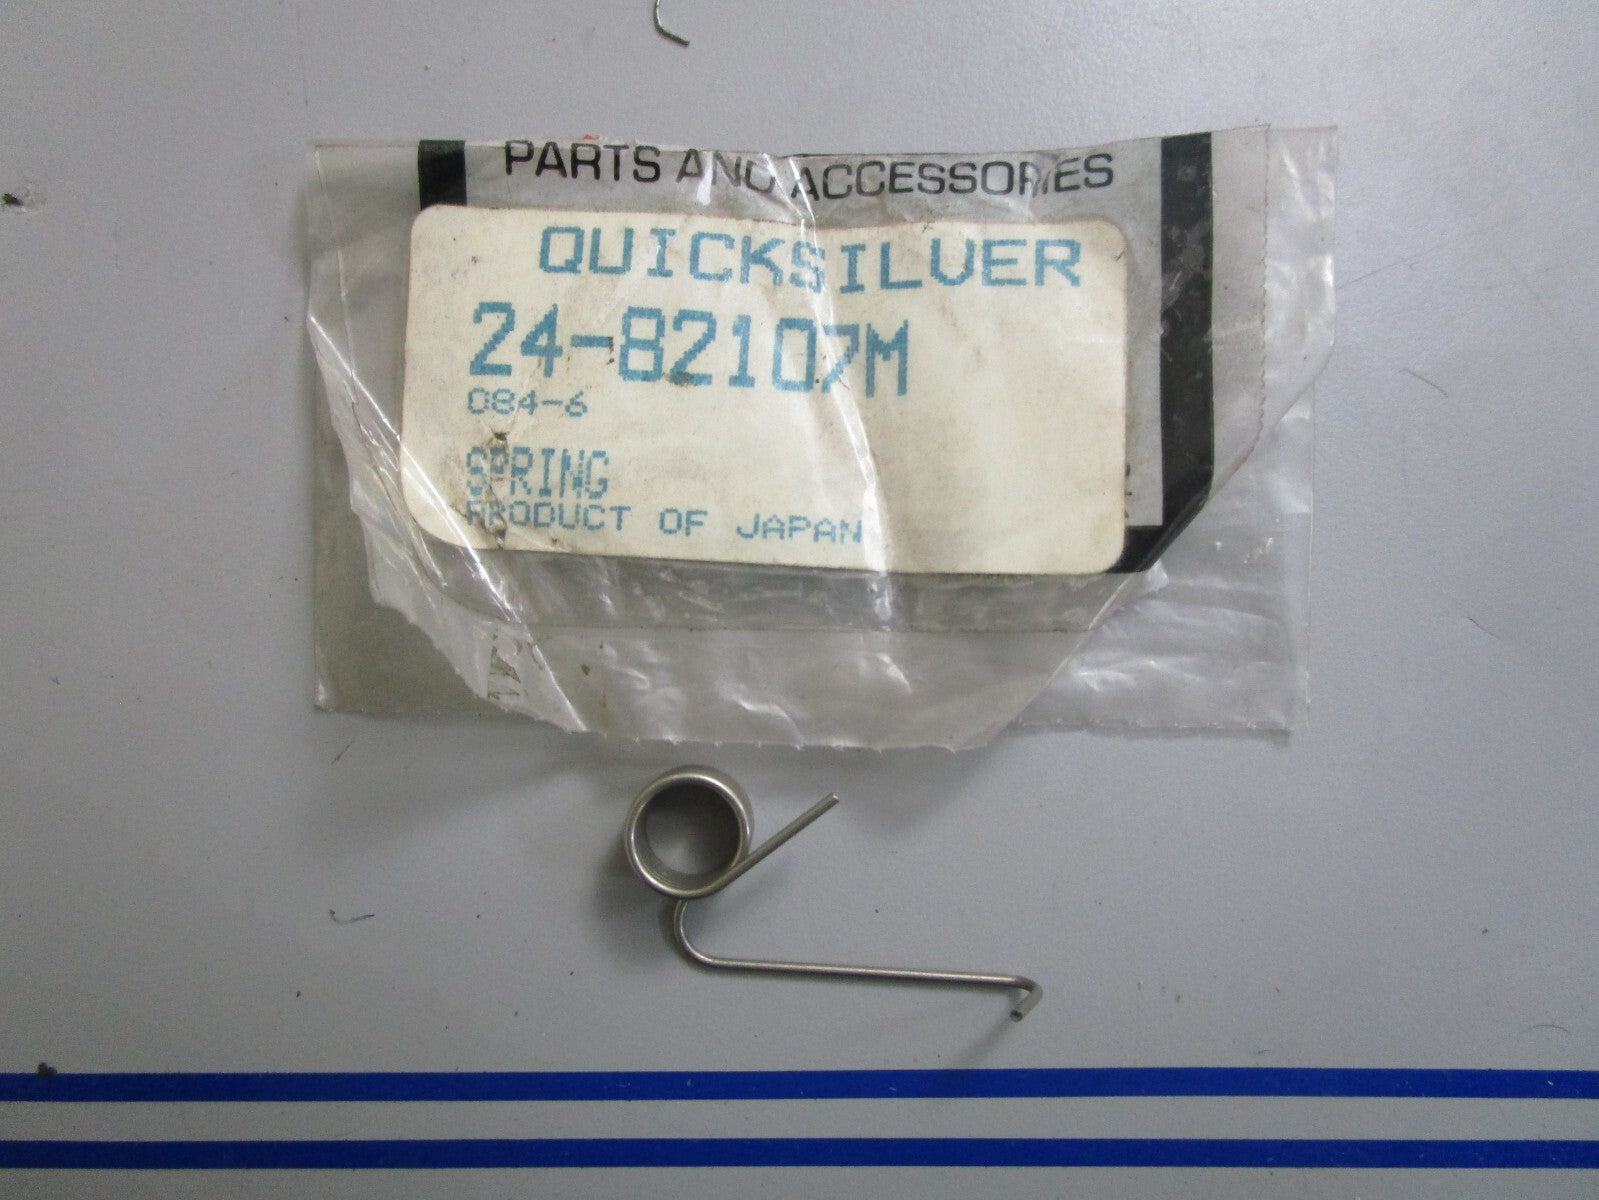 PARTS AND ACCESSORIES
QUICKSILVER
24-82107M
084-6
SPRING
PRODUCT OF JAPAN